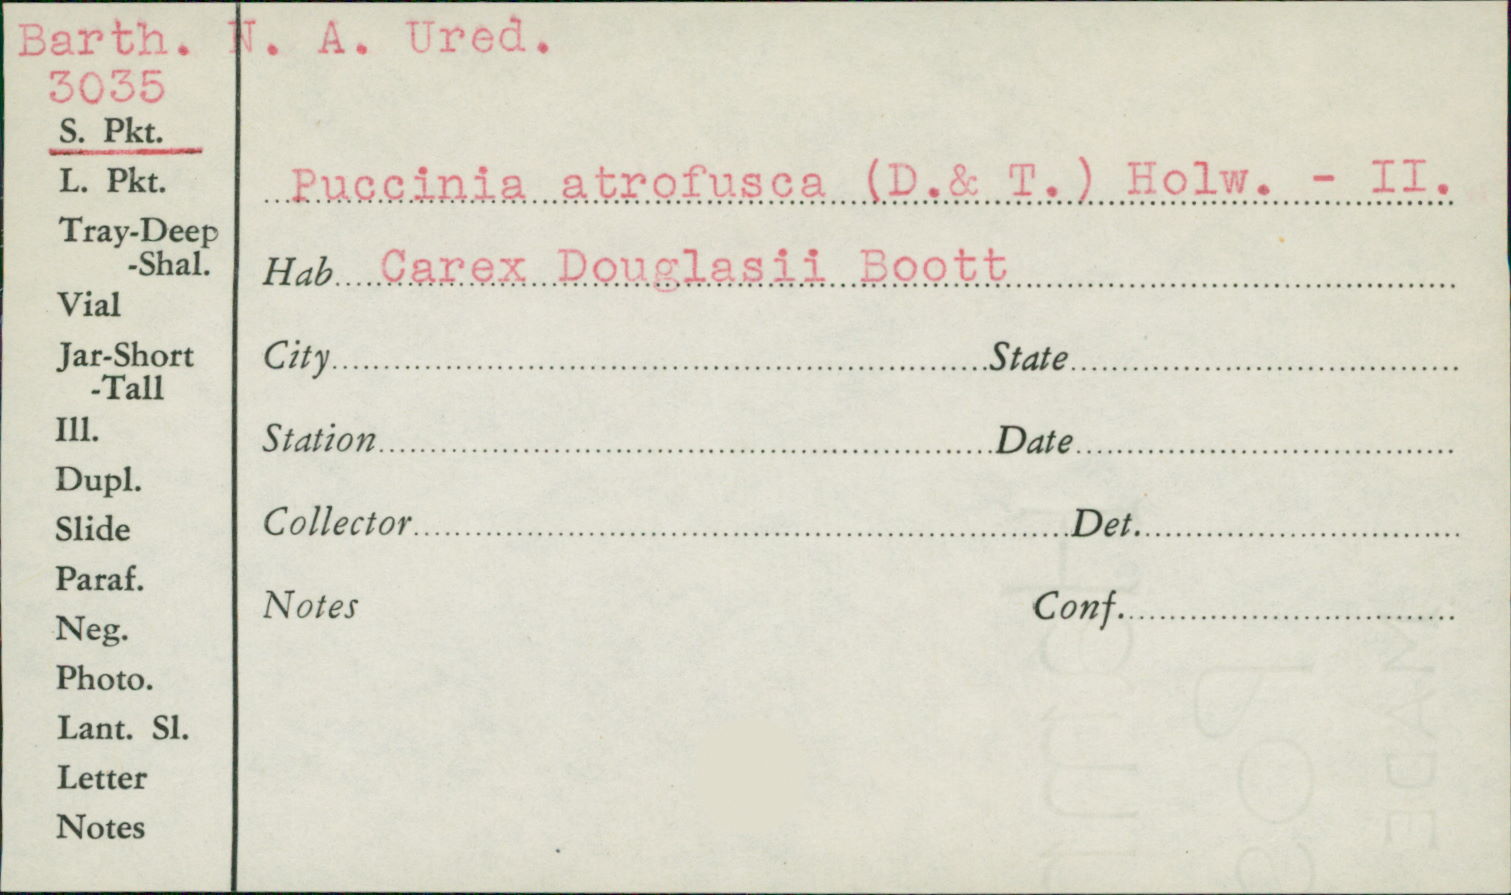 Barth. N. A. Ured.
3035
S. Pkt.
L. Pkt.
Tray-Deep
-Shal.
Vial
Jar-Short
-Tall
Ill.
Dupl.
Slide
Paraf.
Neg.
Photo.
Lant. Sl.
Letter
Notes
Puccinia atrofusca (D.& T.) Holw. - II.
Hab Carex Douglasii Boott
City State
Station Date
Collector Det.
Notes Conf.